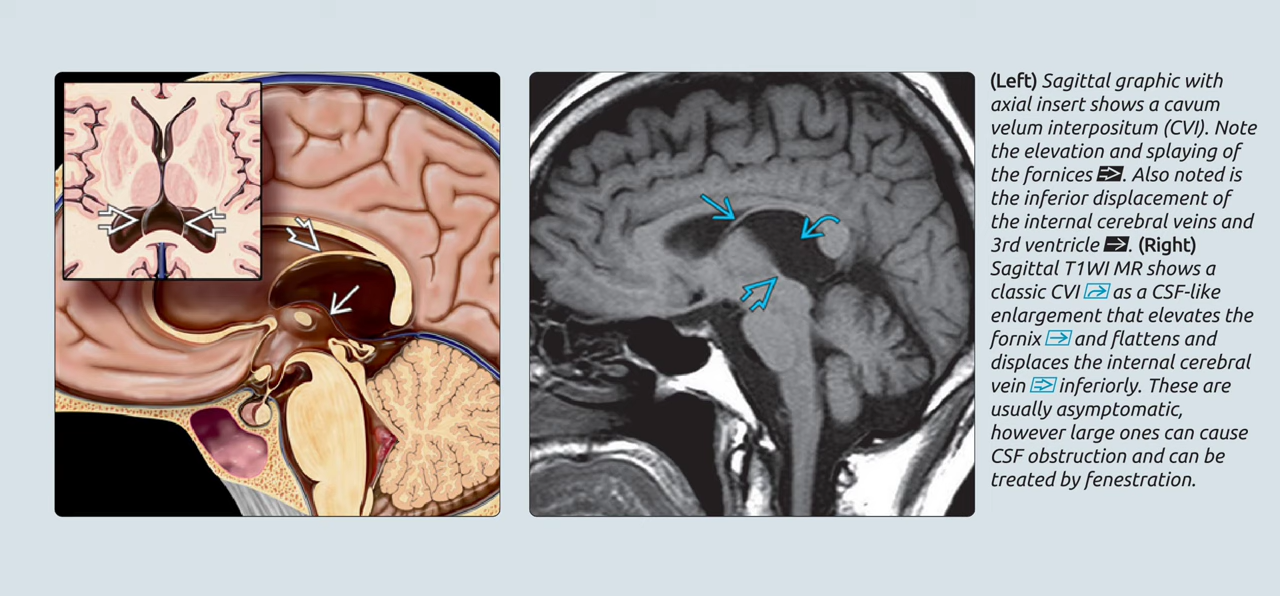 (Left) Sagittal graphic with
axial insert shows a cavum
velum interpositum (CVI). Note
the elevation and splaying of
the fornices. Also noted is
the inferior displacement of
the internal cerebral veins and
3rd ventricle. (Right)
Sagittal T1WI MR shows a
classic CVI as a CSF-like
enlargement that elevates the
fornix and flattens and
displaces the internal cerebral
vein inferiorly. These are
usually asymptomatic,
however large ones can cause
CSF obstruction and can be
treated by fenestration.